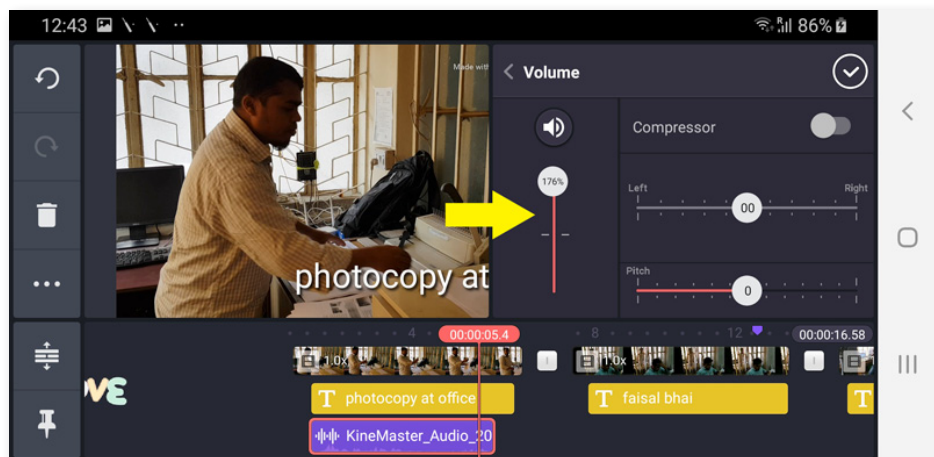 12:43
86%
Made with
Volume
Compressor
176%
Left
Right
00
Pitch
0
photocopy at
4
00:00:05.4
8
12
00:00:16.58
1.0x
1.0x
VE
T photocopy at office
T faisal bhai
T
KineMaster_Audio_20